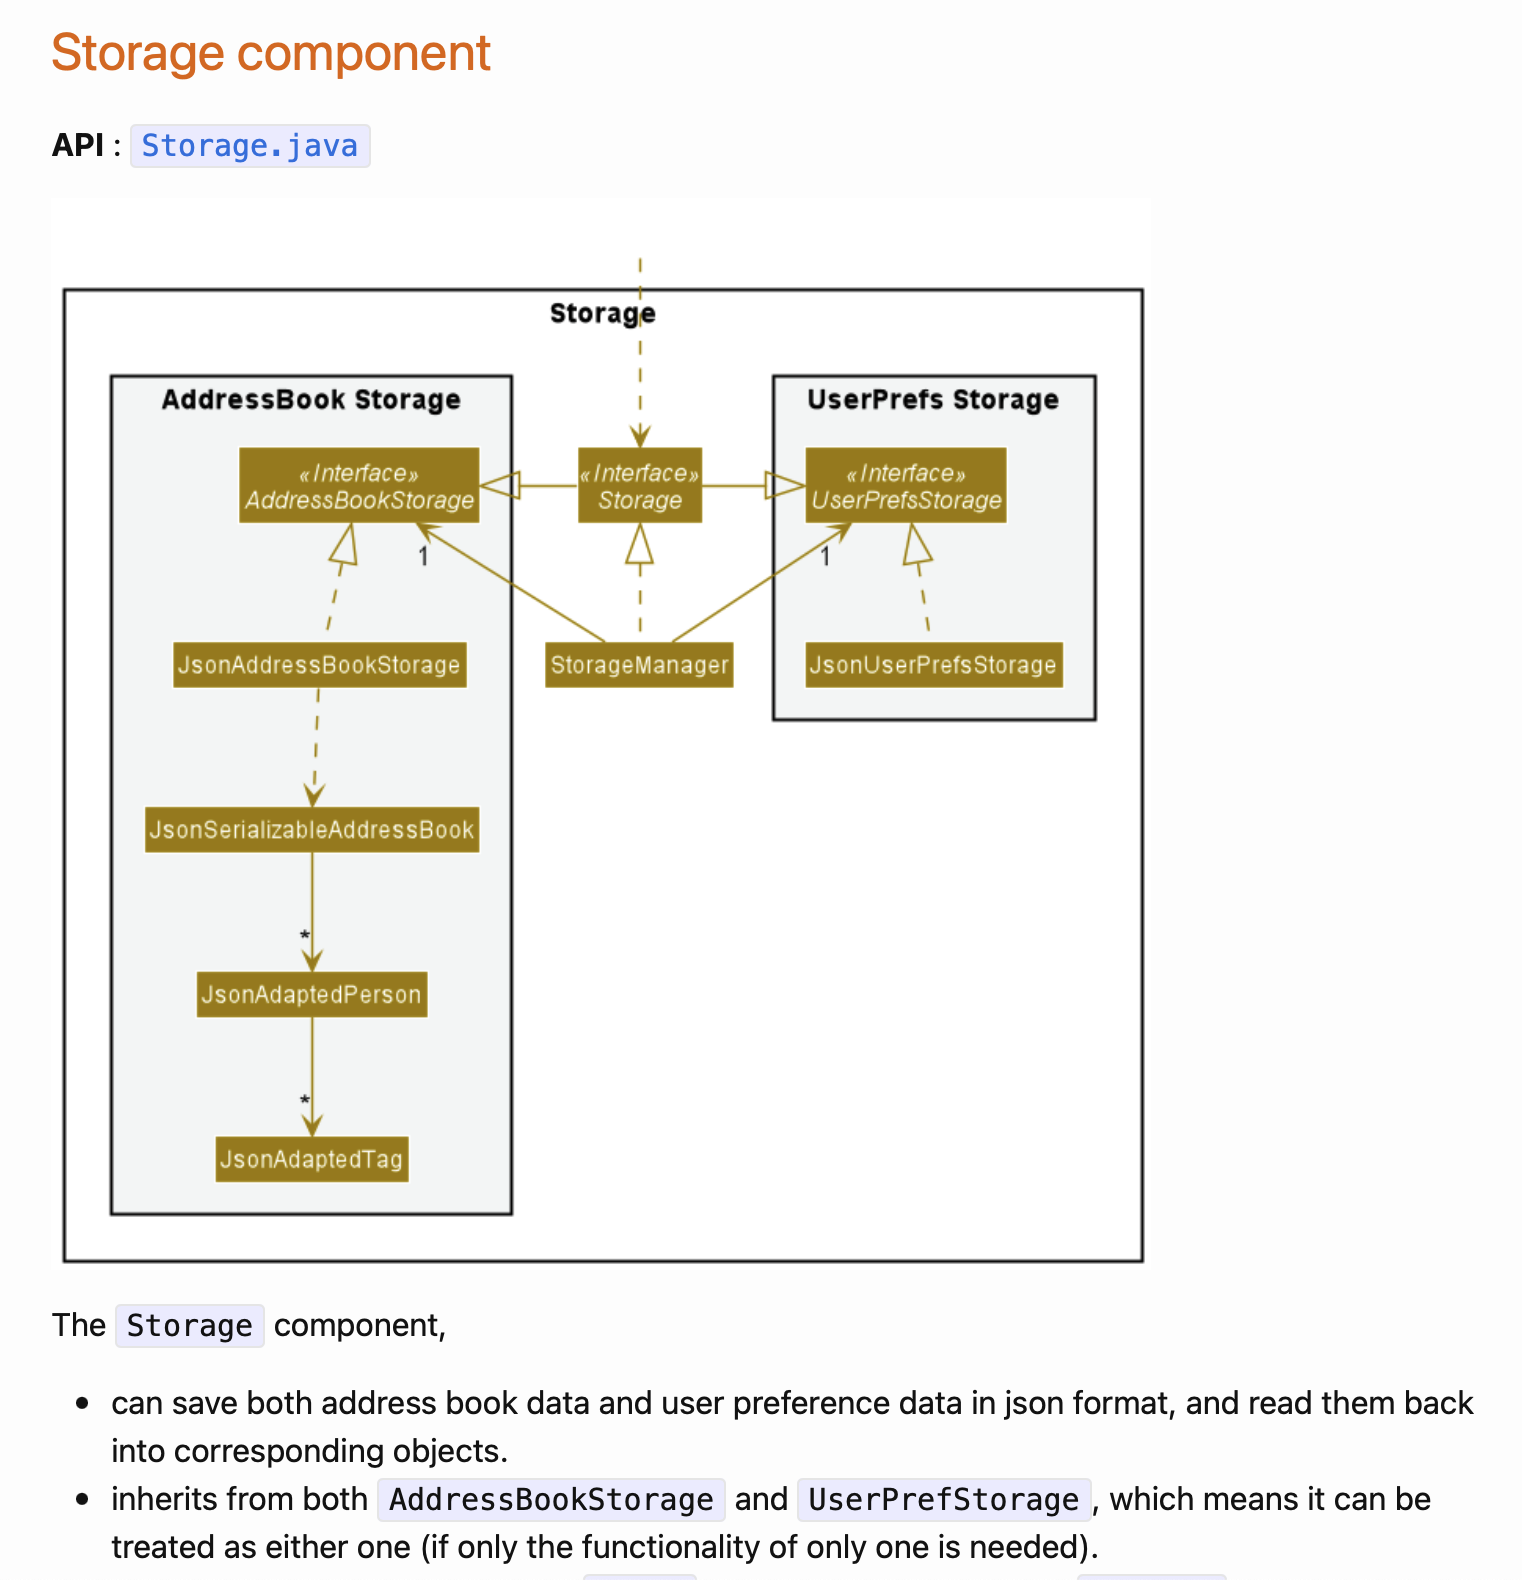 Storage component
API : Storage.java
Storage
AddressBook Storage
UserPrefs Storage
«Interface»
AddressBookStorage
«Interface»
Storage
«Interface»
UserPrefsStorage
1
1
JsonAddressBookStorage
StorageManager
JsonUserPrefsStorage
JsonSerializableAddressBook
*
JsonAdaptedPerson
*
JsonAdaptedTag
The Storage component,
• can save both address book data and user preference data in json format, and read them back
into corresponding objects.
• inherits from both AddressBookStorage and UserPrefStorage, which means it can be
treated as either one (if only the functionality of only one is needed).